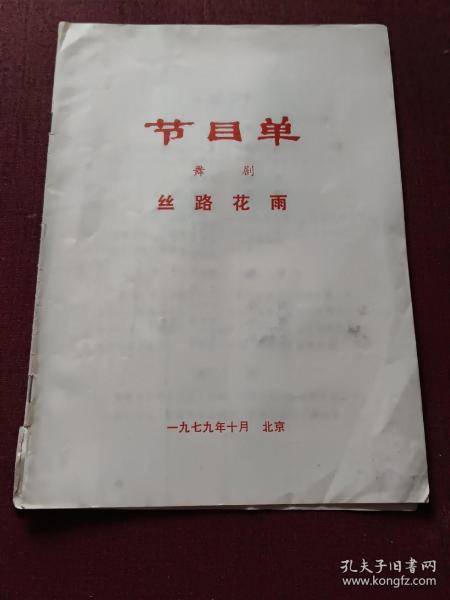 节目单
舞剧
丝路花雨
一九七九年十月 北京
孔夫子旧书网
www.kongfz.com